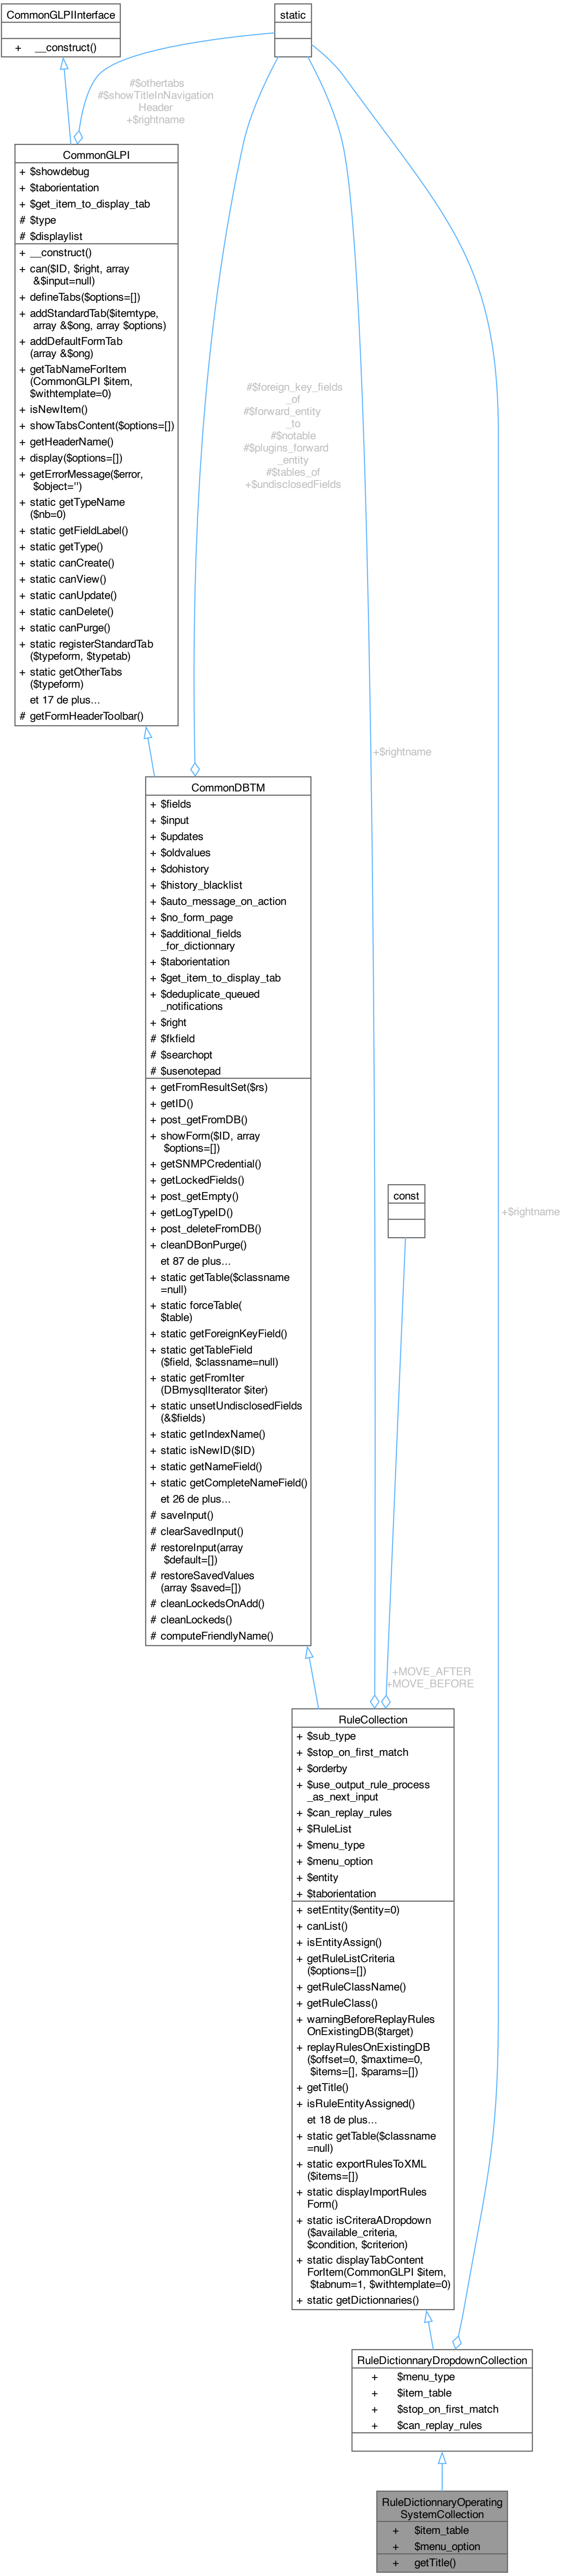 CommonGLPIInterface
+ __construct()
static
#$othertabs
#$showTitleInNavigation
Header
+$rightname
CommonGLPI
+ $showdebug
+ $taborientation
+ $get_item_to_display_tab
# $type
# $displaylist
+ __construct()
+ can($ID, $right, array
&$input=null)
+ defineTabs($options=[])
+ addStandardTab($itemtype,
array &$ong, array $options)
+ addDefaultFormTab
(array &$ong)
+ getTabNameForItem
(CommonGLPI $item,
$withtemplate=0)
+ isNewItem()
+ showTabsContent($options=[])
+ getHeaderName()
+ display($options=[])
+ getErrorMessage($error,
$object='')
+ static getTypeName
($nb=0)
+ static getFieldLabel()
+ static getType()
+ static canCreate()
+ static canView()
+ static canUpdate()
+ static canDelete()
+ static canPurge()
+ static registerStandardTab
($typeform, $typetab)
+ static getOtherTabs
($typeform)
et 17 de plus...
# getFormHeaderToolbar()
#$foreign_key_fields
_of
#$forward_entity
_to
#$notable
#$plugins_forward
_entity
#$tables_of
+$undisclosedFields
+$rightname
CommonDBTM
+ $fields
+ $input
+ $updates
+ $oldvalues
+ $dohistory
+ $history_blacklist
+ $auto_message_on_action
+ $no_form_page
+ $additional_fields
_for_dictionnary
+ $taborientation
+ $get_item_to_display_tab
+ $deduplicate_queued
_notifications
+ $right
# $fkfield
# $searchopt
# $usenotepad
+ getFromResultSet($rs)
+ getID()
+ post_getFromDB()
+ showForm($ID, array
$options=[])
+ getSNMPCredential()
+ getLockedFields()
+ post_getEmpty()
+ getLogTypeID()
+ post_deleteFromDB()
+ cleanDBonPurge()
et 87 de plus...
+ static getTable($classname
=null)
+ static forceTable(
$table)
+ static getForeignKeyField()
+ static getTableField
($field, $classname=null)
+ static getFromIter
(DBmysqlIterator $iter)
+ static unsetUndisclosedFields
(&$fields)
+ static getIndexName()
+ static isNewID($ID)
+ static getNameField()
+ static getCompleteNameField()
et 26 de plus...
# saveInput()
# clearSavedInput()
# restoreInput(array
$default=[])
# restoreSavedValues
(array $saved=[])
# cleanLockedsOnAdd()
# cleanLockeds()
# computeFriendlyName()
const
+$rightname
+MOVE_AFTER
+MOVE_BEFORE
RuleCollection
+ $sub_type
+ $stop_on_first_match
+ $orderby
+ $use_output_rule_process
_as_next_input
+ $can_replay_rules
+ $RuleList
+ $menu_type
+ $menu_option
+ $entity
+ $taborientation
+ setEntity($entity=0)
+ canList()
+ isEntityAssign()
+ getRuleListCriteria
($options=[])
+ getRuleClassName()
+ getRuleClass()
+ warningBeforeReplayRules
OnExistingDB($target)
+ replayRulesOnExistingDB
($offset=0, $maxtime=0,
$items=[], $params=[])
+ getTitle()
+ isRuleEntityAssigned()
et 18 de plus...
+ static getTable($classname
=null)
+ static exportRulesToXML
($items=[])
+ static displayImportRules
Form()
+ static isCriteraADropdown
($available_criteria,
$condition, $criterion)
+ static displayTabContent
ForItem(CommonGLPI $item,
$tabnum=1, $withtemplate=0)
+ static getDictionnaries()
RuleDictionnaryDropdownCollection
+ $menu_type
+ $item_table
+ $stop_on_first_match
+ $can_replay_rules
RuleDictionnaryOperating
SystemCollection
+ $item_table
+ $menu_option
+ getTitle()